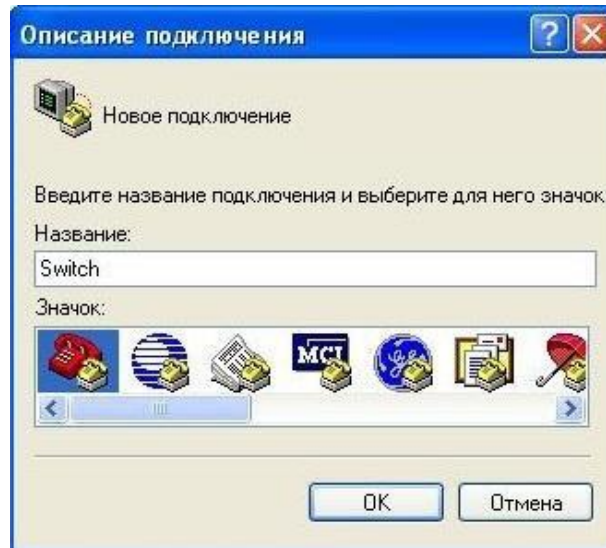 Описание подключения
Новое подключение
Введите название подключения и выберите для него значок
Название:
Switch
Значок:
MCI
OK
Отмена